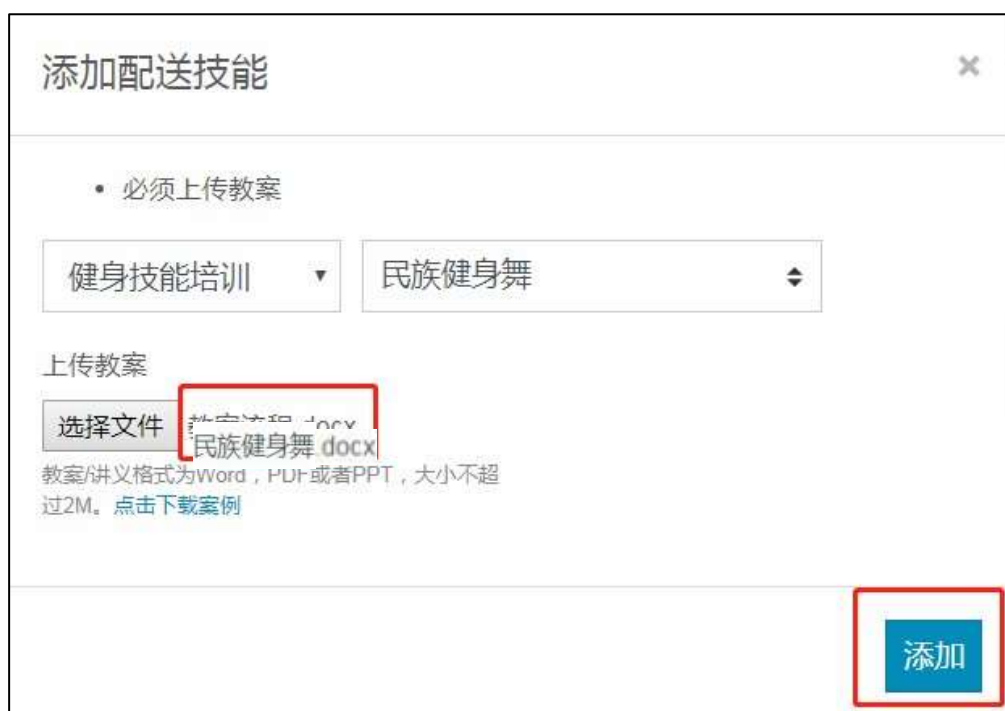 添加配送技能
×
• 必须上传教案
健身技能培训
民族健身舞
上传教案
选择文件
民族健身舞.docx
教案/讲义格式为Word，PDF或者PPT，大小不超
过2M。点击下载案例
添加